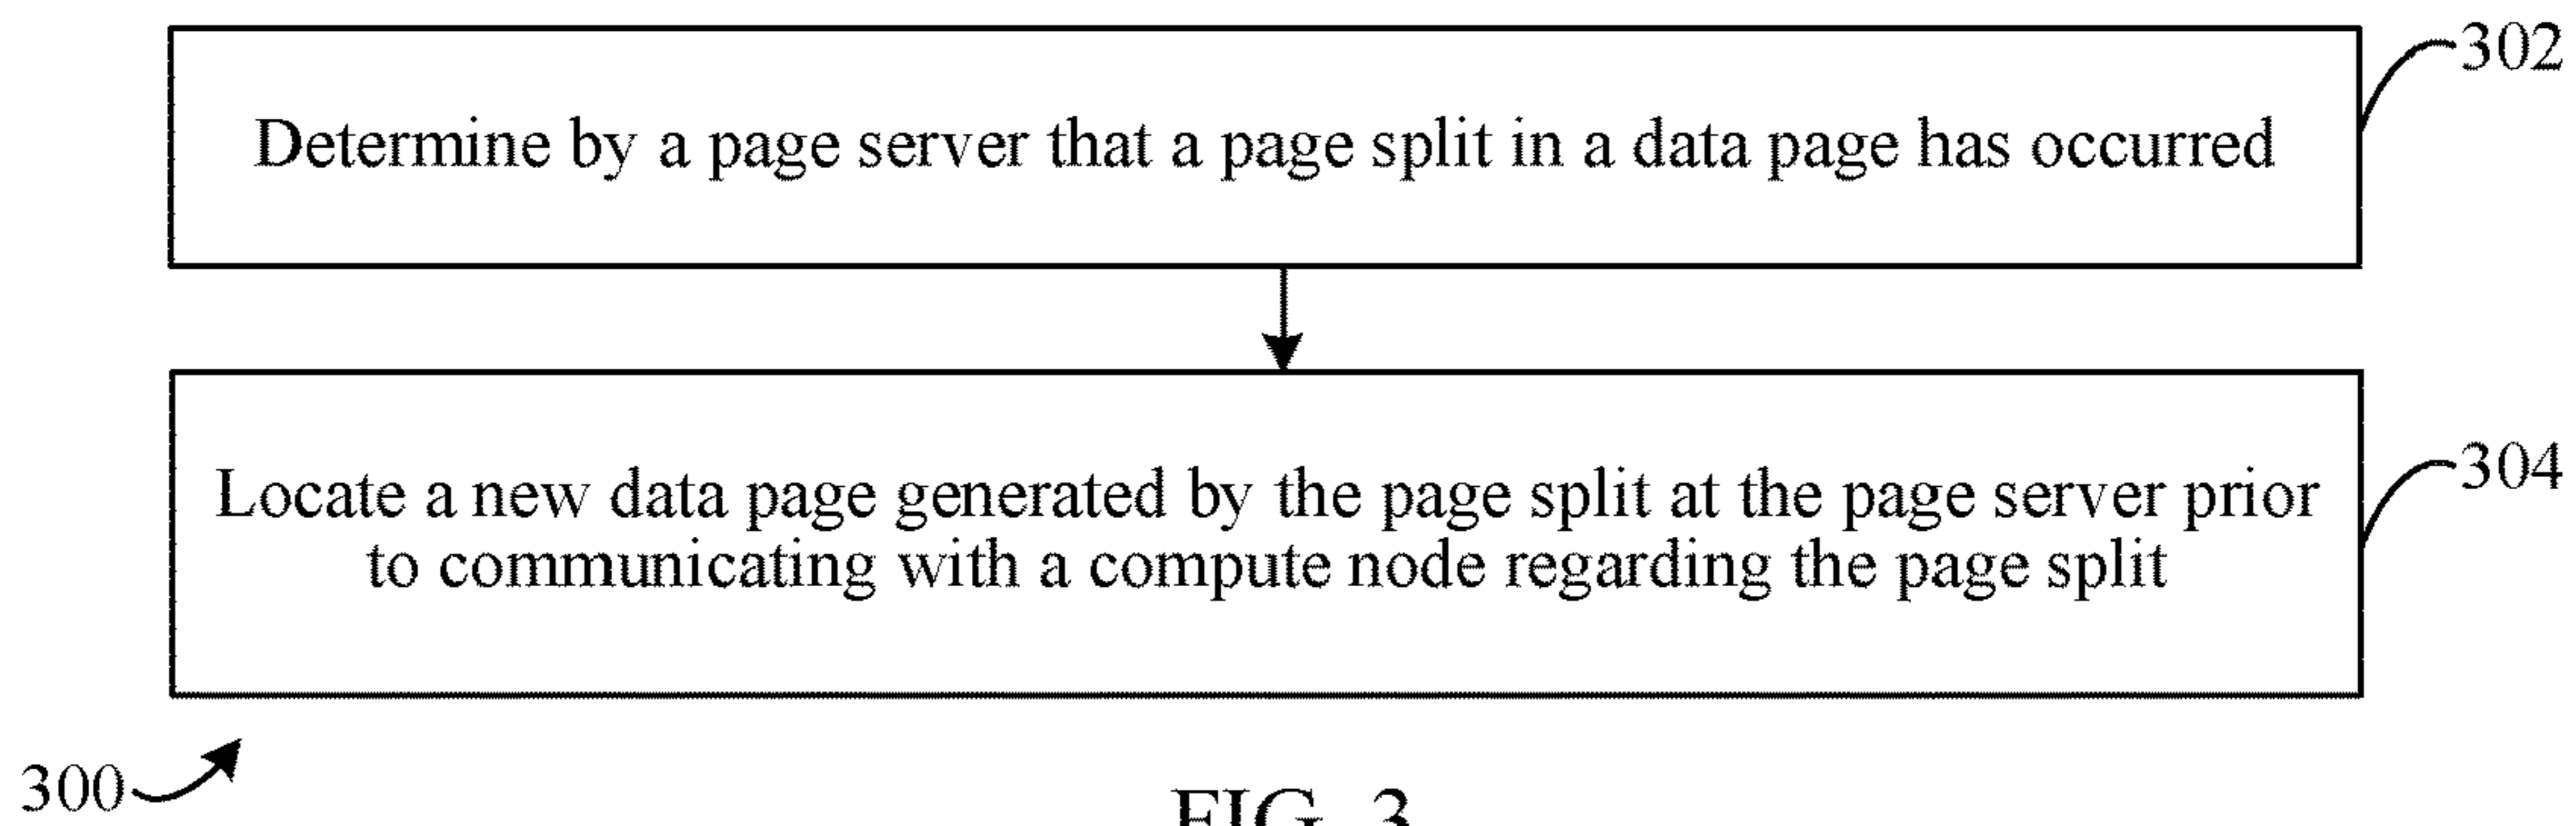 302
Determine by a page server that a page split in a data page has occurred
304
Locate a new data page generated by the page split at the page server prior
to communicating with a compute node regarding the page split
300
FIG. 3